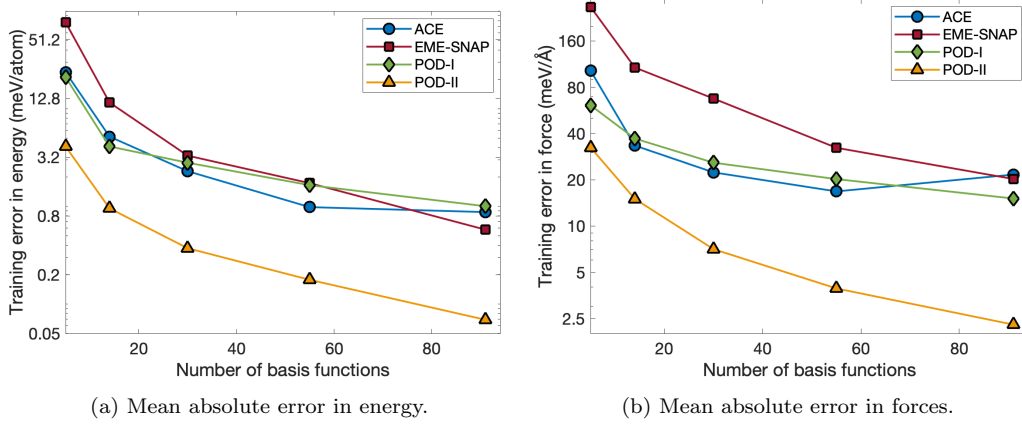 Training error in energy (meV/atom)
51.2
12.8
3.2
0.8
0.2
0.05
20
40
60
80
Number of basis functions
ACE
EME-SNAP
POD-I
POD-II
(a) Mean absolute error in energy.
Training error in force (meV/Å)
160
80
40
20
10
5
2.5
20
40
60
80
Number of basis functions
ACE
EME-SNAP
POD-I
POD-II
(b) Mean absolute error in forces.